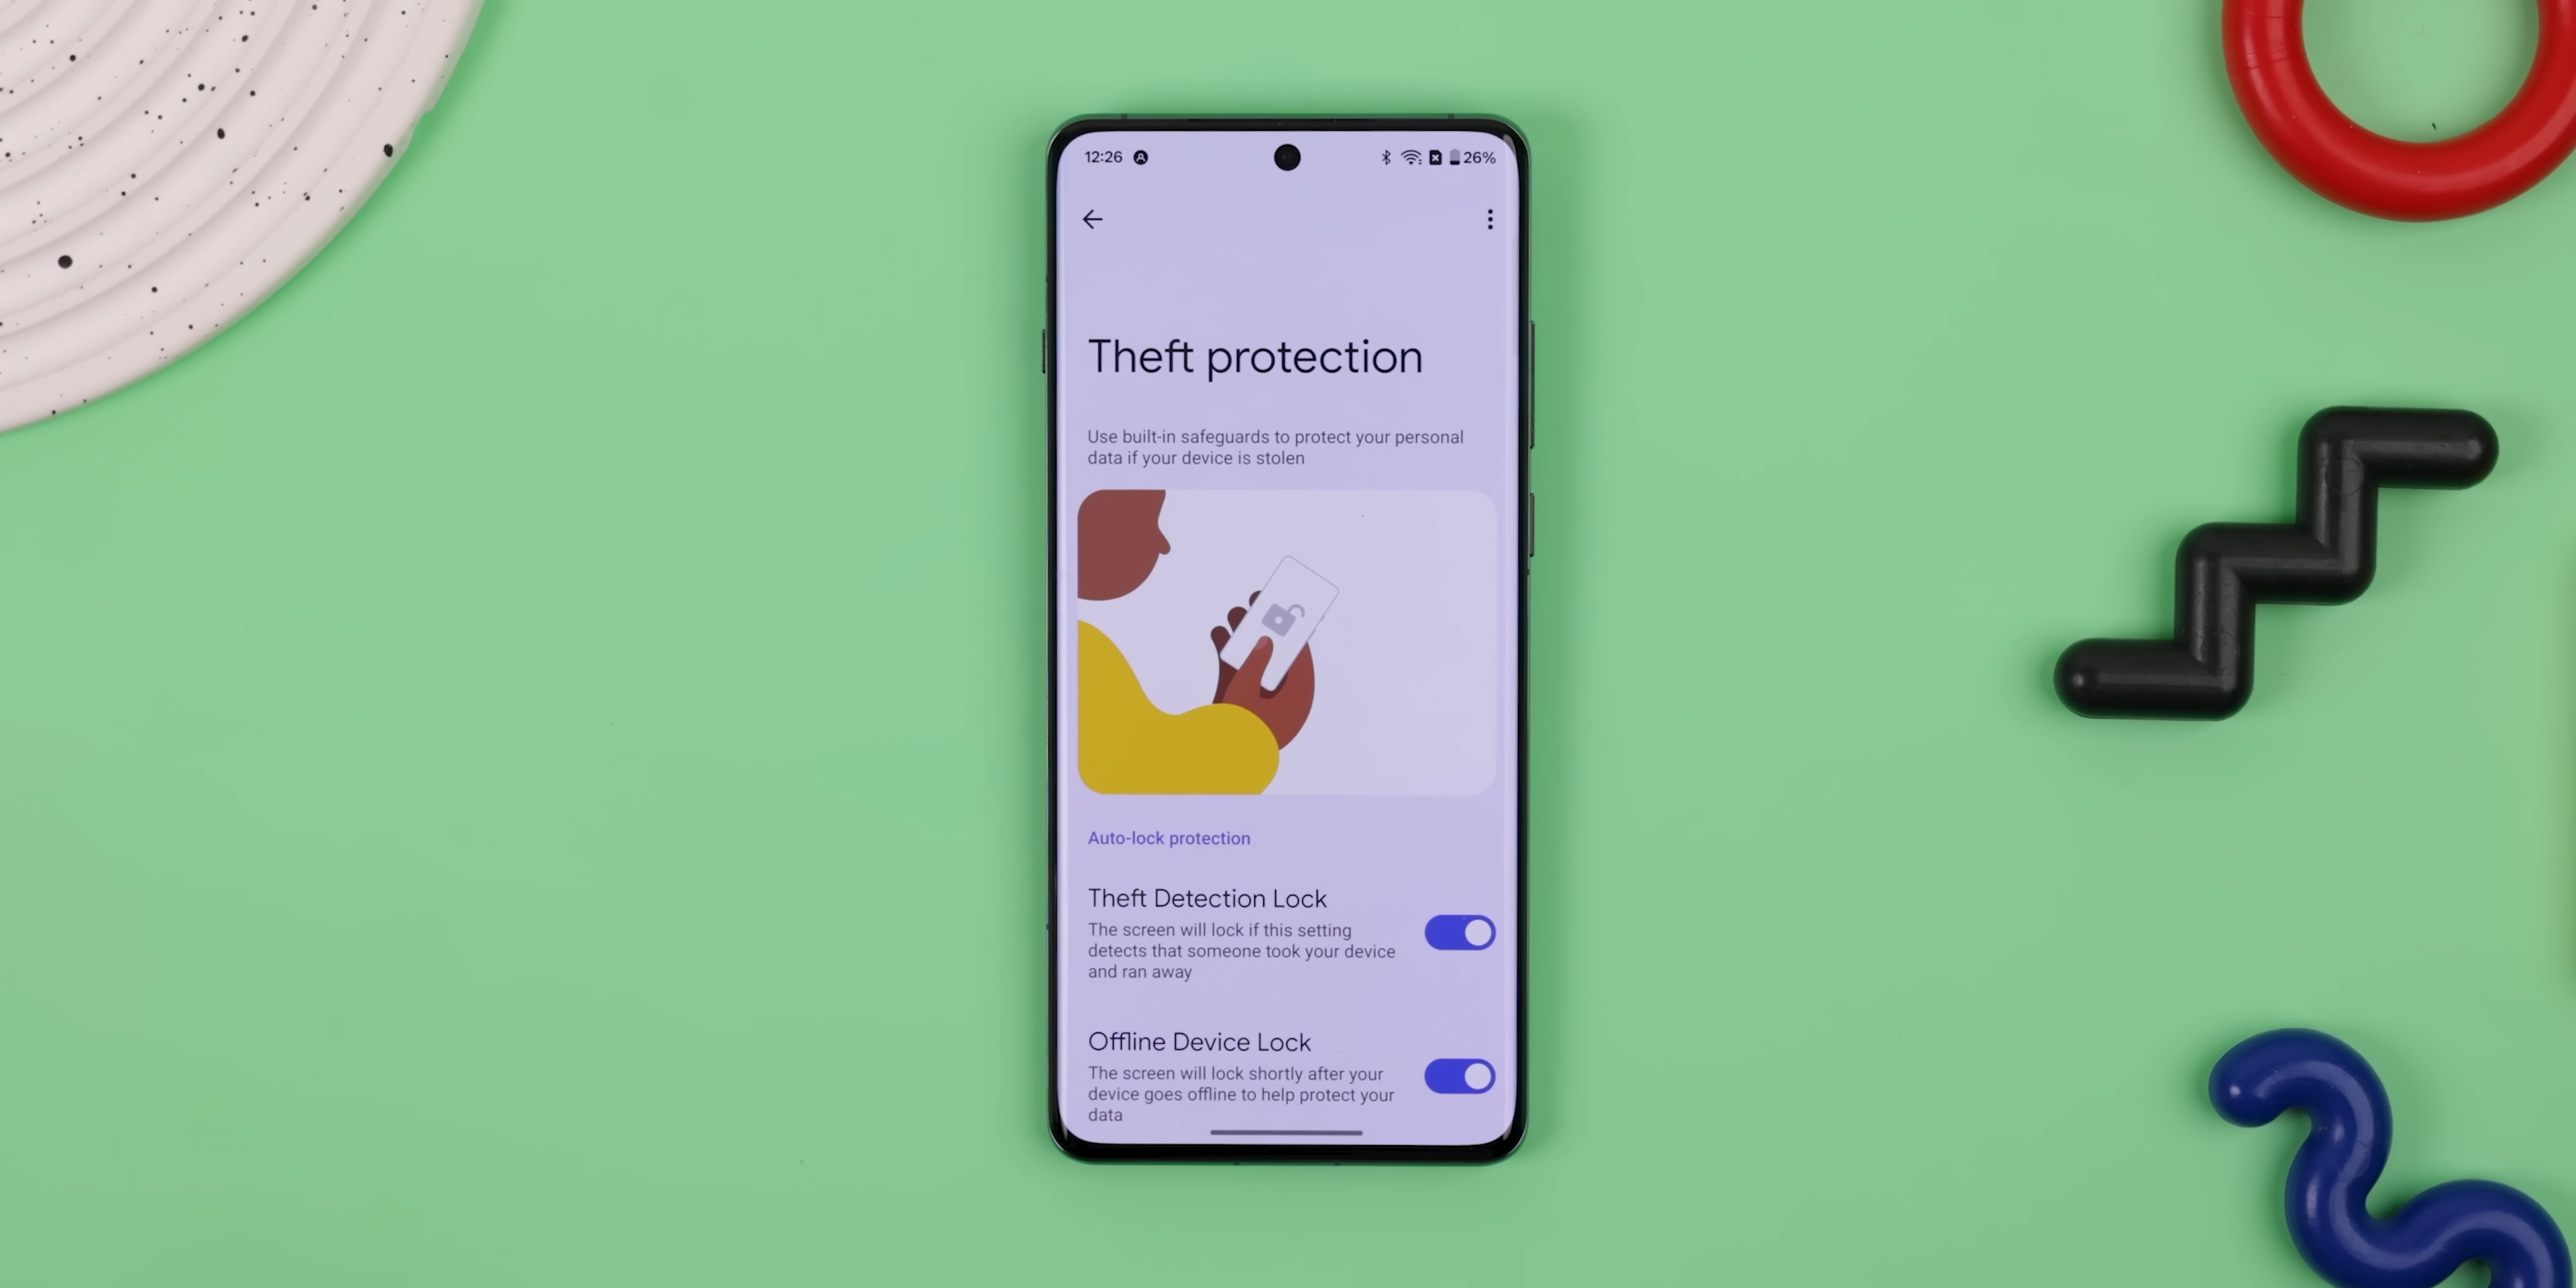 12:26
26%
Theft protection
Use built-in safeguards to protect your personal
data if your device is stolen
Auto-lock protection
Theft Detection Lock
The screen will lock if this setting
detects that someone took your device
and ran away
Offline Device Lock
The screen will lock shortly after your
device goes offline to help protect your
data